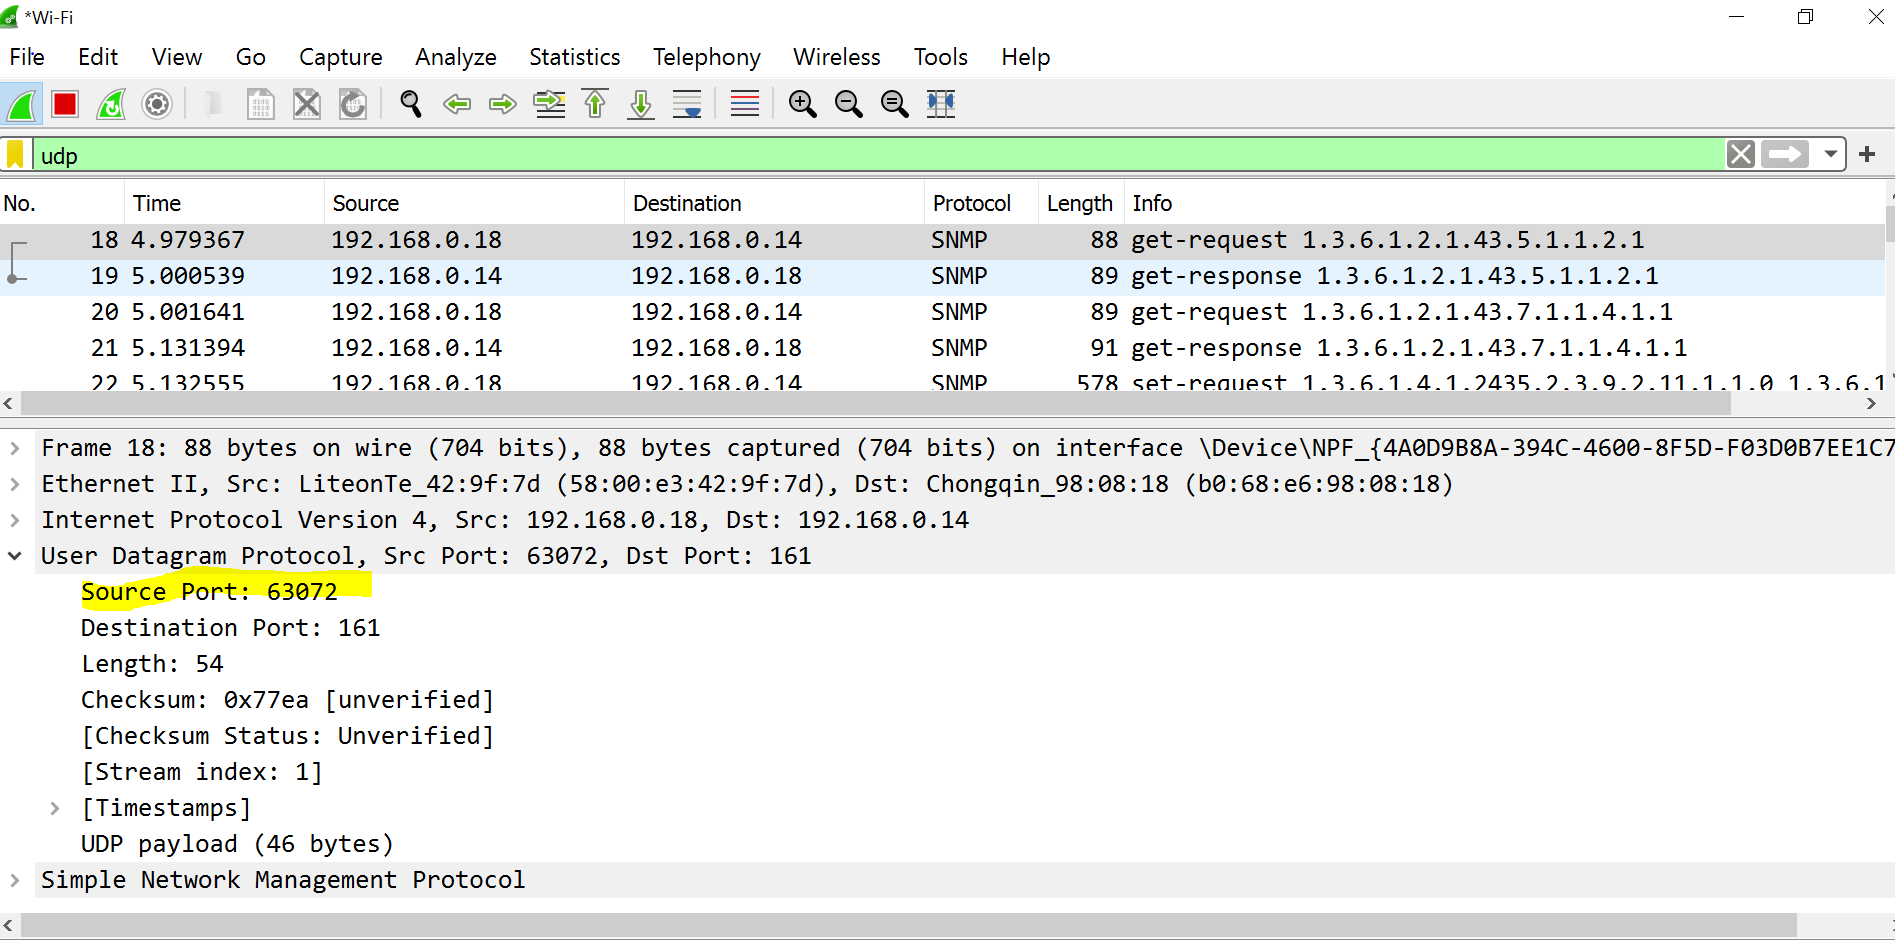 *Wi-Fi
File Edit View Go Capture Analyze Statistics Telephony Wireless Tools Help
udp
No. Time Source Destination Protocol Length Info
18 4.979367 192.168.0.18 192.168.0.14 SNMP 88 get-request 1.3.6.1.2.1.43.5.1.1.2.1
19 5.000539 192.168.0.14 192.168.0.18 SNMP 89 get-response 1.3.6.1.2.1.43.5.1.1.2.1
20 5.001641 192.168.0.18 192.168.0.14 SNMP 89 get-request 1.3.6.1.2.1.43.7.1.1.4.1.1
21 5.131394 192.168.0.14 192.168.0.18 SNMP 91 get-response 1.3.6.1.2.1.43.7.1.1.4.1.1
22 5.132555 192.168.0.18 192.168.0.14 SNMP 578 set-request 1.3.6.1.4.1.2435.2.3.9.2.11.1.1.0 1.3.6.1
Frame 18: 88 bytes on wire (704 bits), 88 bytes captured (704 bits) on interface \Device\NPF_{4A0D9B8A-394C-4600-8F5D-F03D0B7EE1C7
Ethernet II, Src: LiteonTe_42:9f:7d (58:00:e3:42:9f:7d), Dst: Chongqin_98:08:18 (b0:68:e6:98:08:18)
Internet Protocol Version 4, Src: 192.168.0.18, Dst: 192.168.0.14
User Datagram Protocol, Src Port: 63072, Dst Port: 161
Source Port: 63072
Destination Port: 161
Length: 54
Checksum: 0x77ea [unverified]
[Checksum Status: Unverified]
[Stream index: 1]
[Timestamps]
UDP payload (46 bytes)
Simple Network Management Protocol